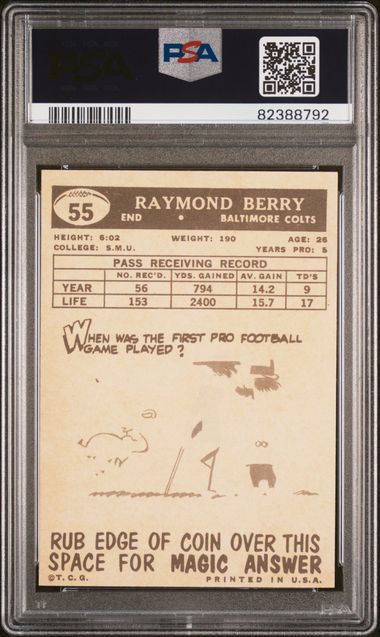 PSA
PSA
82388792
55
RAYMOND BERRY
END • BALTIMORE COLTS
HEIGHT: 6:02 WEIGHT: 190 AGE: 26
COLLEGE: S.M.U. YEARS PRO: 5
PASS RECEIVING RECORD
NO. REC'D. YDS. GAINED AV. GAIN TD'S
YEAR 56 794 14.2 9
LIFE 153 2400 15.7 17
WHEN WAS THE FIRST PRO FOOTBALL
GAME PLAYED?
RUB EDGE OF COIN OVER THIS
SPACE FOR MAGIC ANSWER
©T.C.G. PRINTED IN U.S.A.